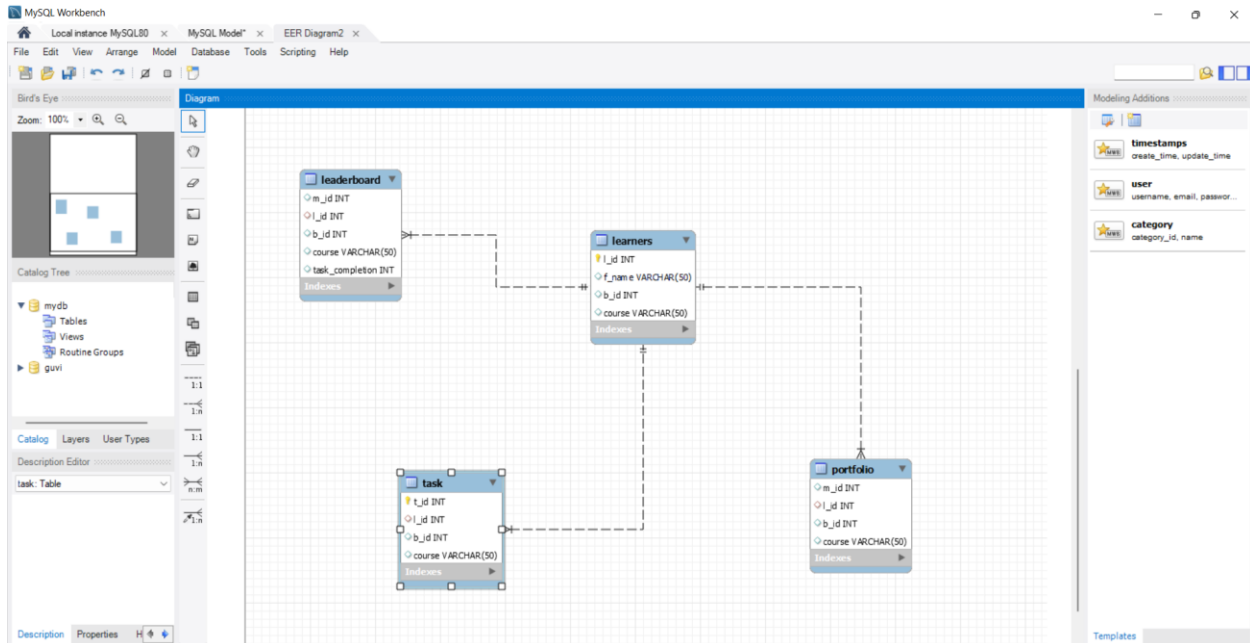 MySQL Workbench
Local instance MySQL80
MySQL Model*
EER Diagram2
File Edit View Arrange Model Database Tools Scripting Help
Bird's Eye
Zoom: 100%
Catalog Tree
mydb
Tables
Views
Routine Groups
guvi
Catalog Layers User Types
Description Editor
task: Table
Description Properties H
Diagram
1:1
1:n
1:1
1:n
n:m
1:n
leaderboard
m_id INT
l_id INT
b_id INT
course VARCHAR(50)
task_completion INT
Indexes
learners
l_id INT
f_name VARCHAR(50)
b_id INT
course VARCHAR(50)
Indexes
task
t_id INT
l_id INT
b_id INT
course VARCHAR(50)
Indexes
portfolio
m_id INT
l_id INT
b_id INT
course VARCHAR(50)
Indexes
Modeling Additions
timestamps
create_time, update_time
user
username, email, passwor...
category
category_id, name
Templates